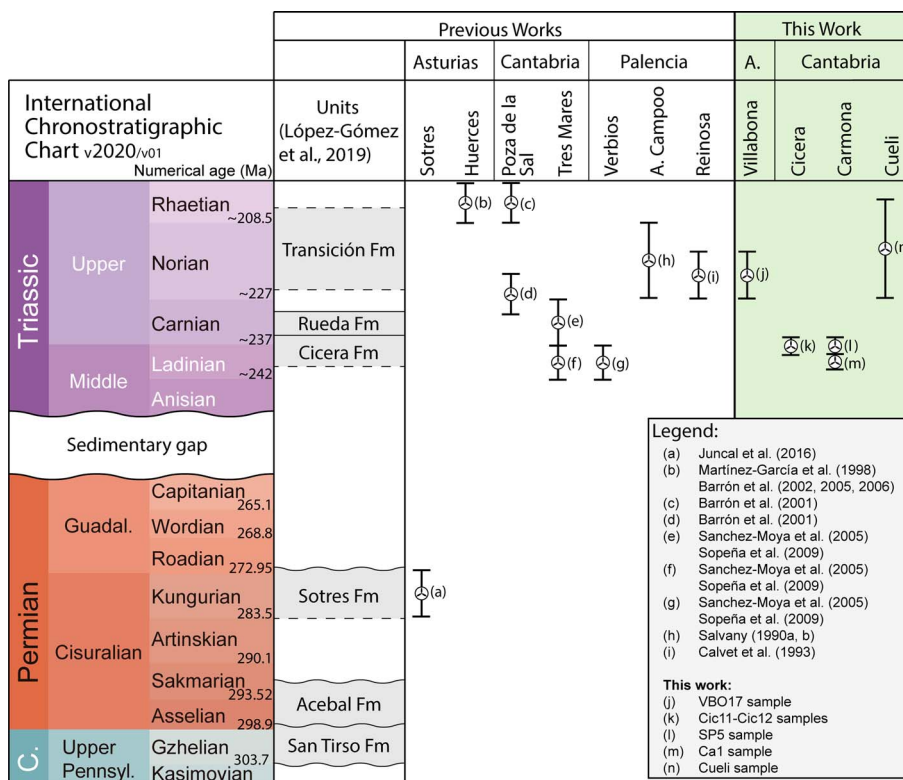 Previous Works
This Work
Asturias
Cantabria
Palencia
A.
Cantabria
International
Chronostratigraphic
Chart v2020/v01
Numerical age (Ma)
Units
(López-Gómez
et al., 2019)
Sotres
Huerces
Poza de la
Sal
Tres Mares
Verbios
A. Campoo
Reinosa
Villabona
Cicera
Carmona
Cueli
Triassic
Upper
Middle
Rhaetian
~208.5
Norian
~227
Carnian
~237
Ladinian
~242
Anisian
Transición Fm
Rueda Fm
Cicera Fm
(b)
(c)
(h)
(i)
(j)
(d)
(e)
(f)
(g)
(k)
(l)
(m)
Sedimentary gap
Permian
Guadal.
Cisuralian
Capitanian
265.1
Wordian
268.8
Roadian
272.95
Kungurian
283.5
Artinskian
290.1
Sakmarian
293.52
Asselian
298.9
Sotres Fm
(a)
Acebal Fm
C.
Upper
Pennsyl.
Gzhelian
303.7
Kasimovian
San Tirso Fm
Legend:
(a) Juncal et al. (2016)
(b) Martínez-García et al. (1998)
Barrón et al. (2002, 2005, 2006)
(c) Barrón et al. (2001)
(d) Barrón et al. (2001)
(e) Sanchez-Moya et al. (2005)
Sopeña et al. (2009)
(f) Sanchez-Moya et al. (2005)
Sopeña et al. (2009)
(g) Sanchez-Moya et al. (2005)
Sopeña et al. (2009)
(h) Salvany (1990a, b)
(i) Calvet et al. (1993)
This work:
(j) VBO17 sample
(k) Cic11-Cic12 samples
(l) SP5 sample
(m) Ca1 sample
(n) Cueli sample